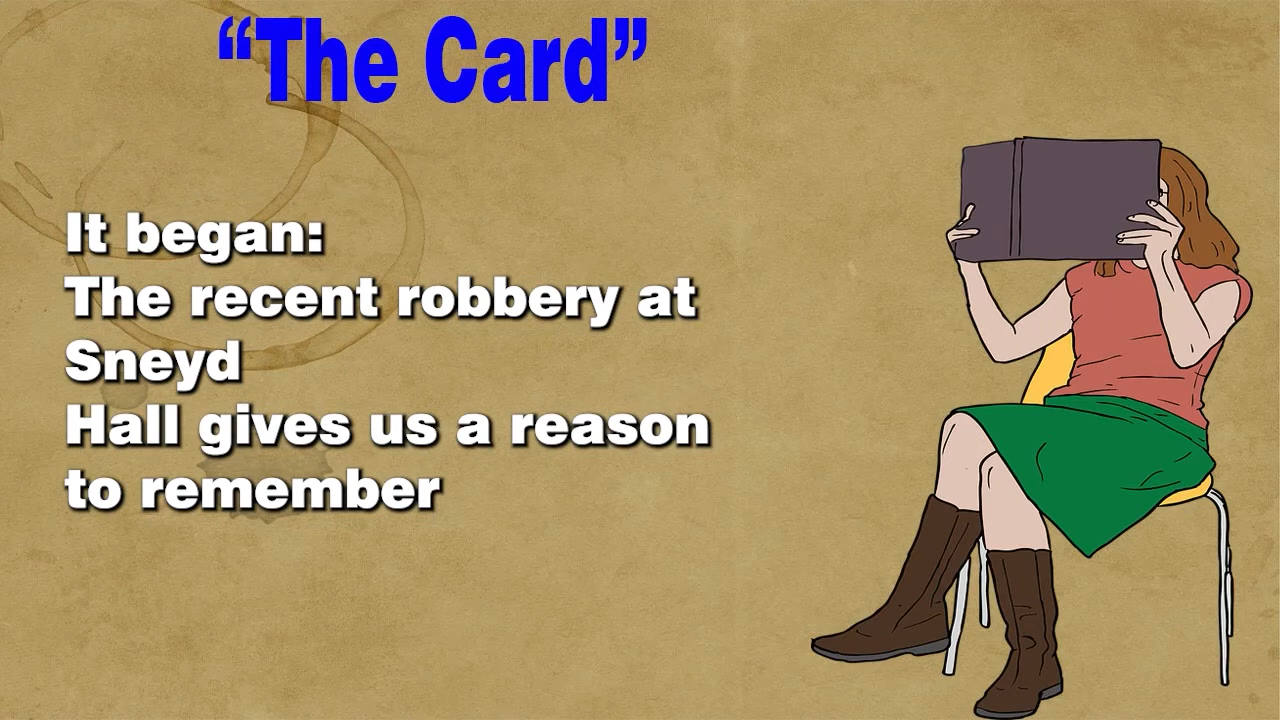 “The Card”
It began:
The recent robbery at
Sneyd
Hall gives us a reason
to remember